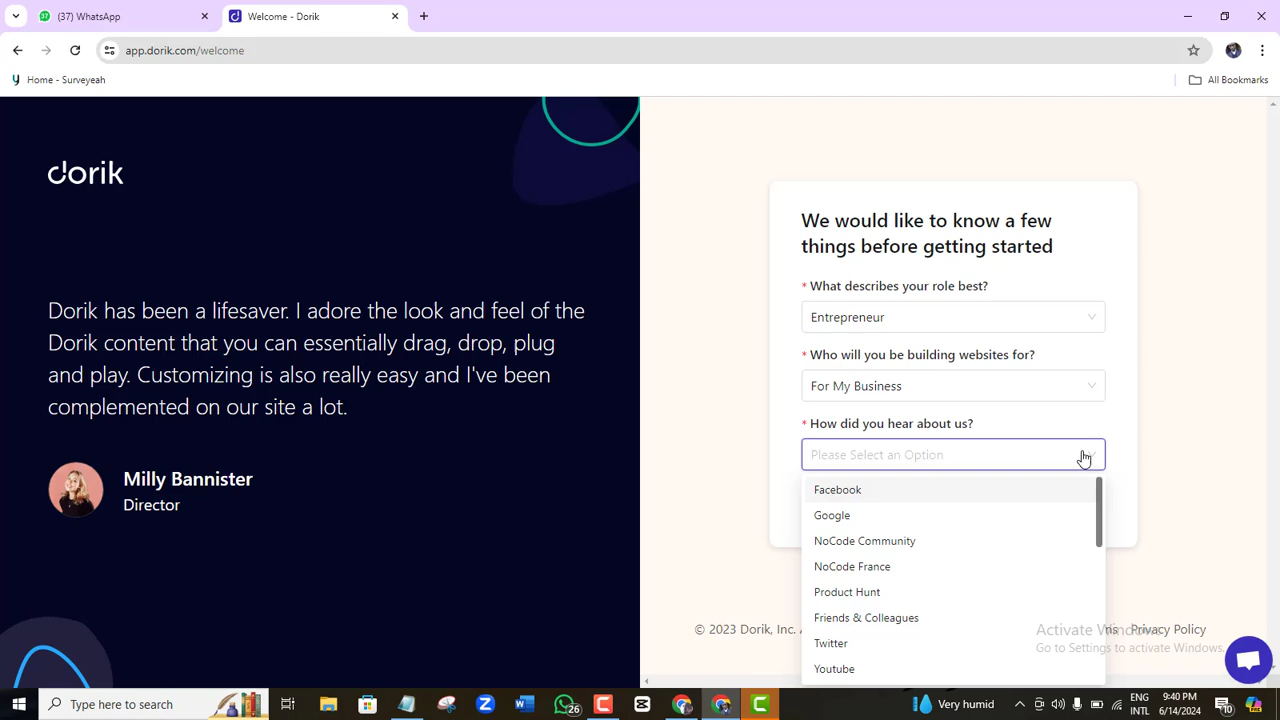 (37) WhatsApp
Welcome - Dorik
app.dorik.com/welcome
Home - Surveyeah
All Bookmarks
dorik
Dorik has been a lifesaver. I adore the look and feel of the
Dorik content that you can essentially drag, drop, plug
and play. Customizing is also really easy and I've been
complemented on our site a lot.
Milly Bannister
Director
We would like to know a few
things before getting started
* What describes your role best?
Entrepreneur
* Who will you be building websites for?
For My Business
* How did you hear about us?
Please Select an Option
Facebook
Google
NoCode Community
NoCode France
Product Hunt
Friends & Colleagues
Twitter
Youtube
© 2023 Dorik, Inc.
Privacy Policy
Activate Windows
Go to Settings to activate Windows.
Type here to search
26
Very humid
ENG
INTL
9:40 PM
6/14/2024
10